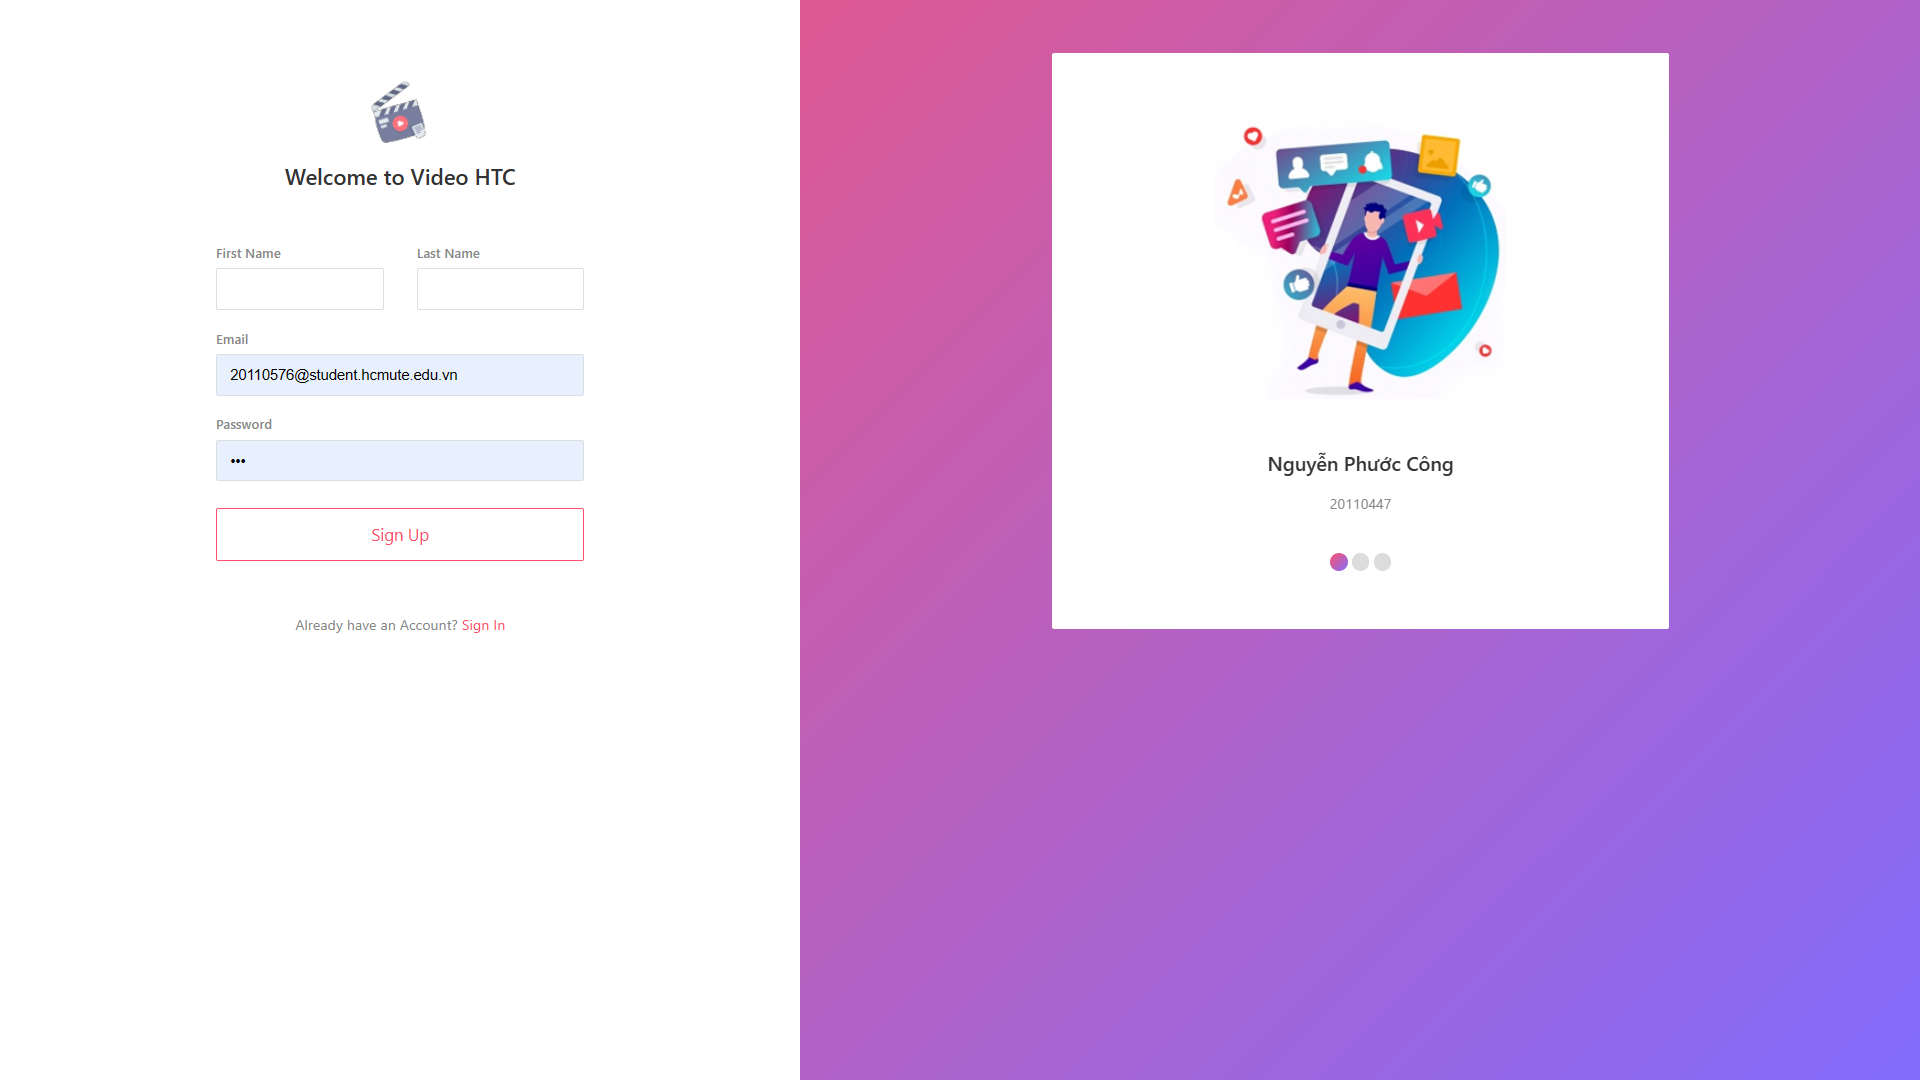 Welcome to Video HTC
First Name
Last Name
Email
20110576@student.hcmute.edu.vn
Password
•••
Sign Up
Already have an Account? Sign In
Nguyễn Phước Công
20110447